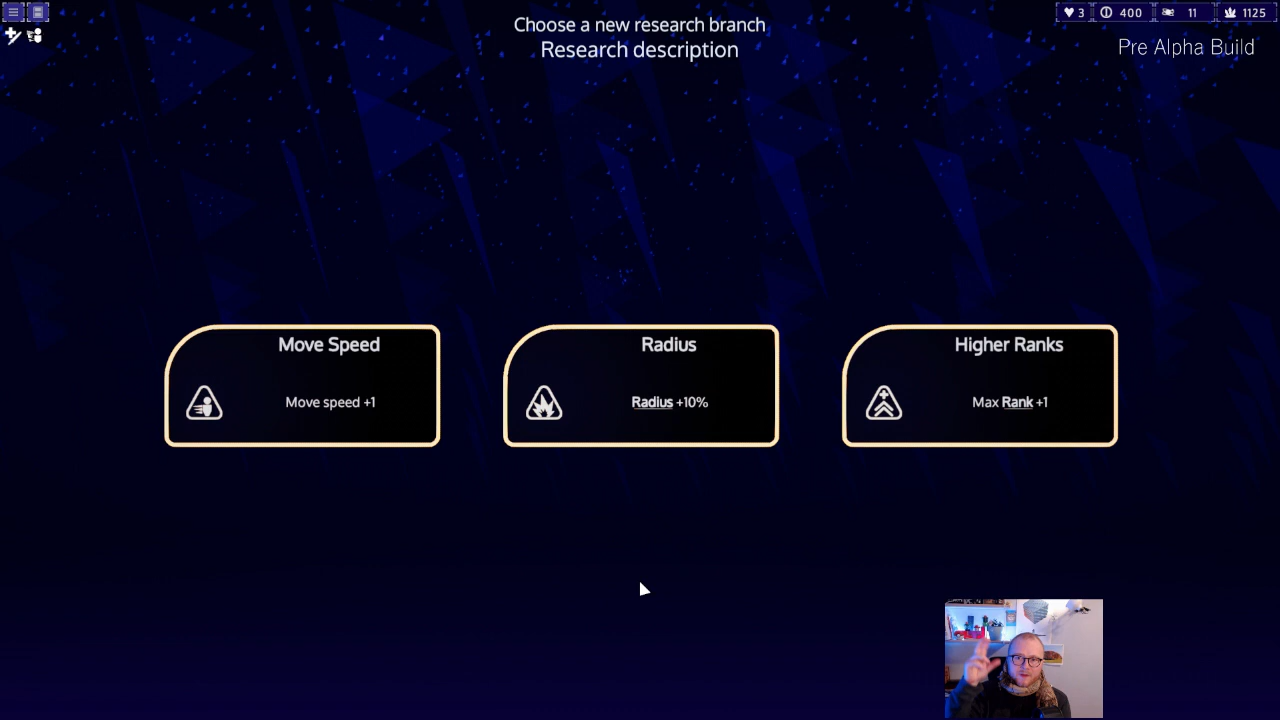 Choose a new research branch
Research description
3 400 11 1125
Pre Alpha Build
Move Speed
Move speed +1
Radius
Radius +10%
Higher Ranks
Max Rank +1